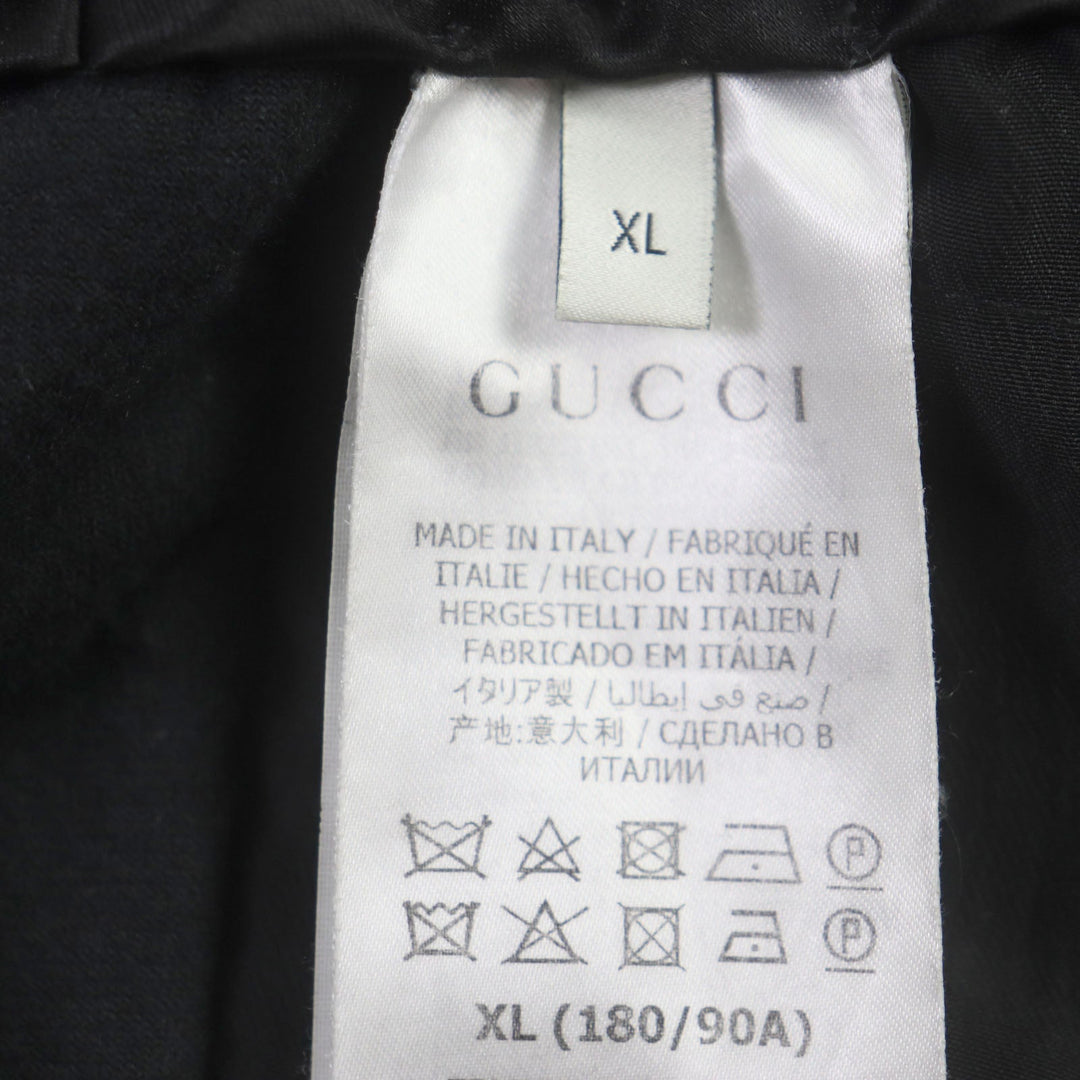 XL
GUCCI
MADE IN ITALY / FABRIQUÉ EN
ITALIE / HECHO EN ITALIA /
HERGESTELLT IN ITALIEN /
FABRICADO EM ITÁLIA /
イタリア製 / صنع في إيطاليا /
产地:意大利 / СДЕЛАНО В
ИТАЛИИ
P
P
XL (180/90A)